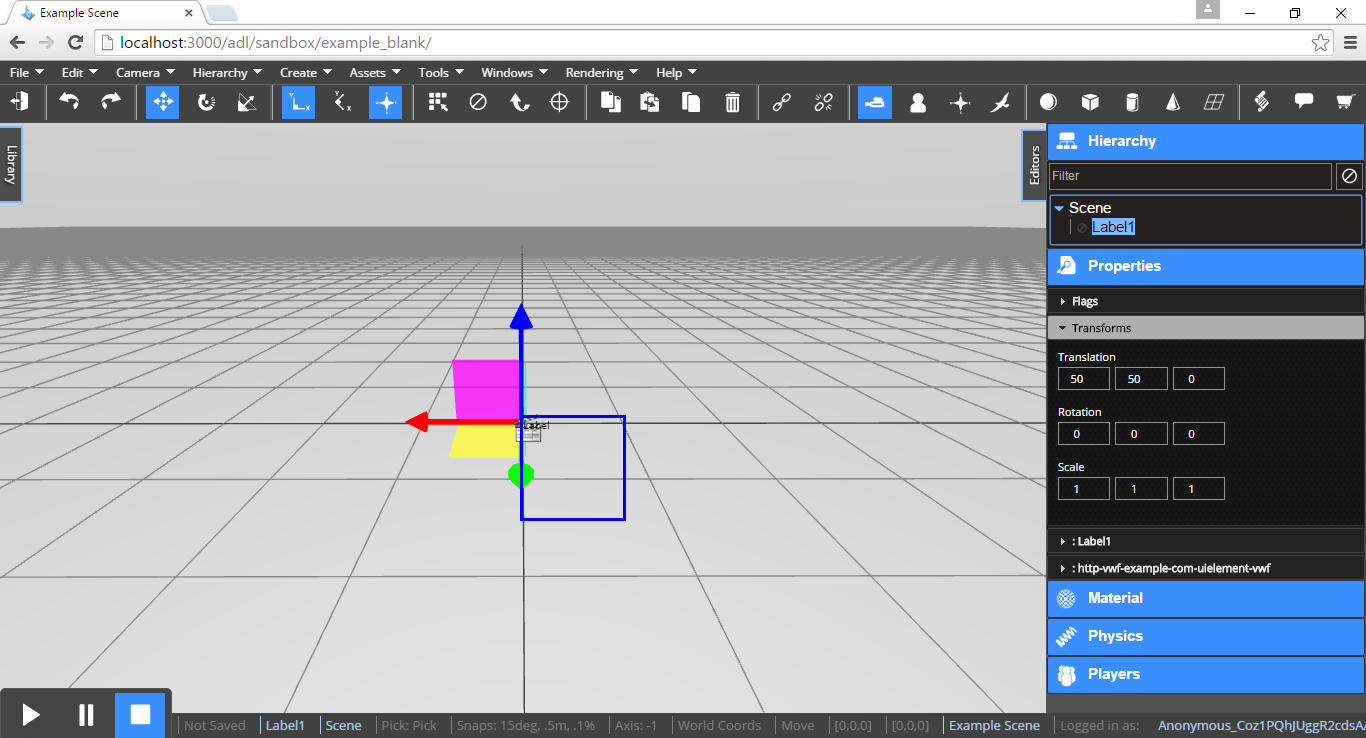 Example Scene
localhost:3000/adl/sandbox/example_blank/
File Edit Camera Hierarchy Create Assets Tools Windows Rendering Help
Library
Editors
Hierarchy
Filter
Scene
Label1
Properties
Flags
Transforms
Translation
50 50 0
Rotation
0 0 0
Scale
1 1 1
: Label1
: http-vwf-example-com-uielement-vwf
Material
Physics
Players
Label
Not Saved Label1 Scene Pick: Pick Snaps: 15deg, .5m, .1% Axis: -1 World Coords Move [0,0,0] [0,0,0] Example Scene Logged in as: